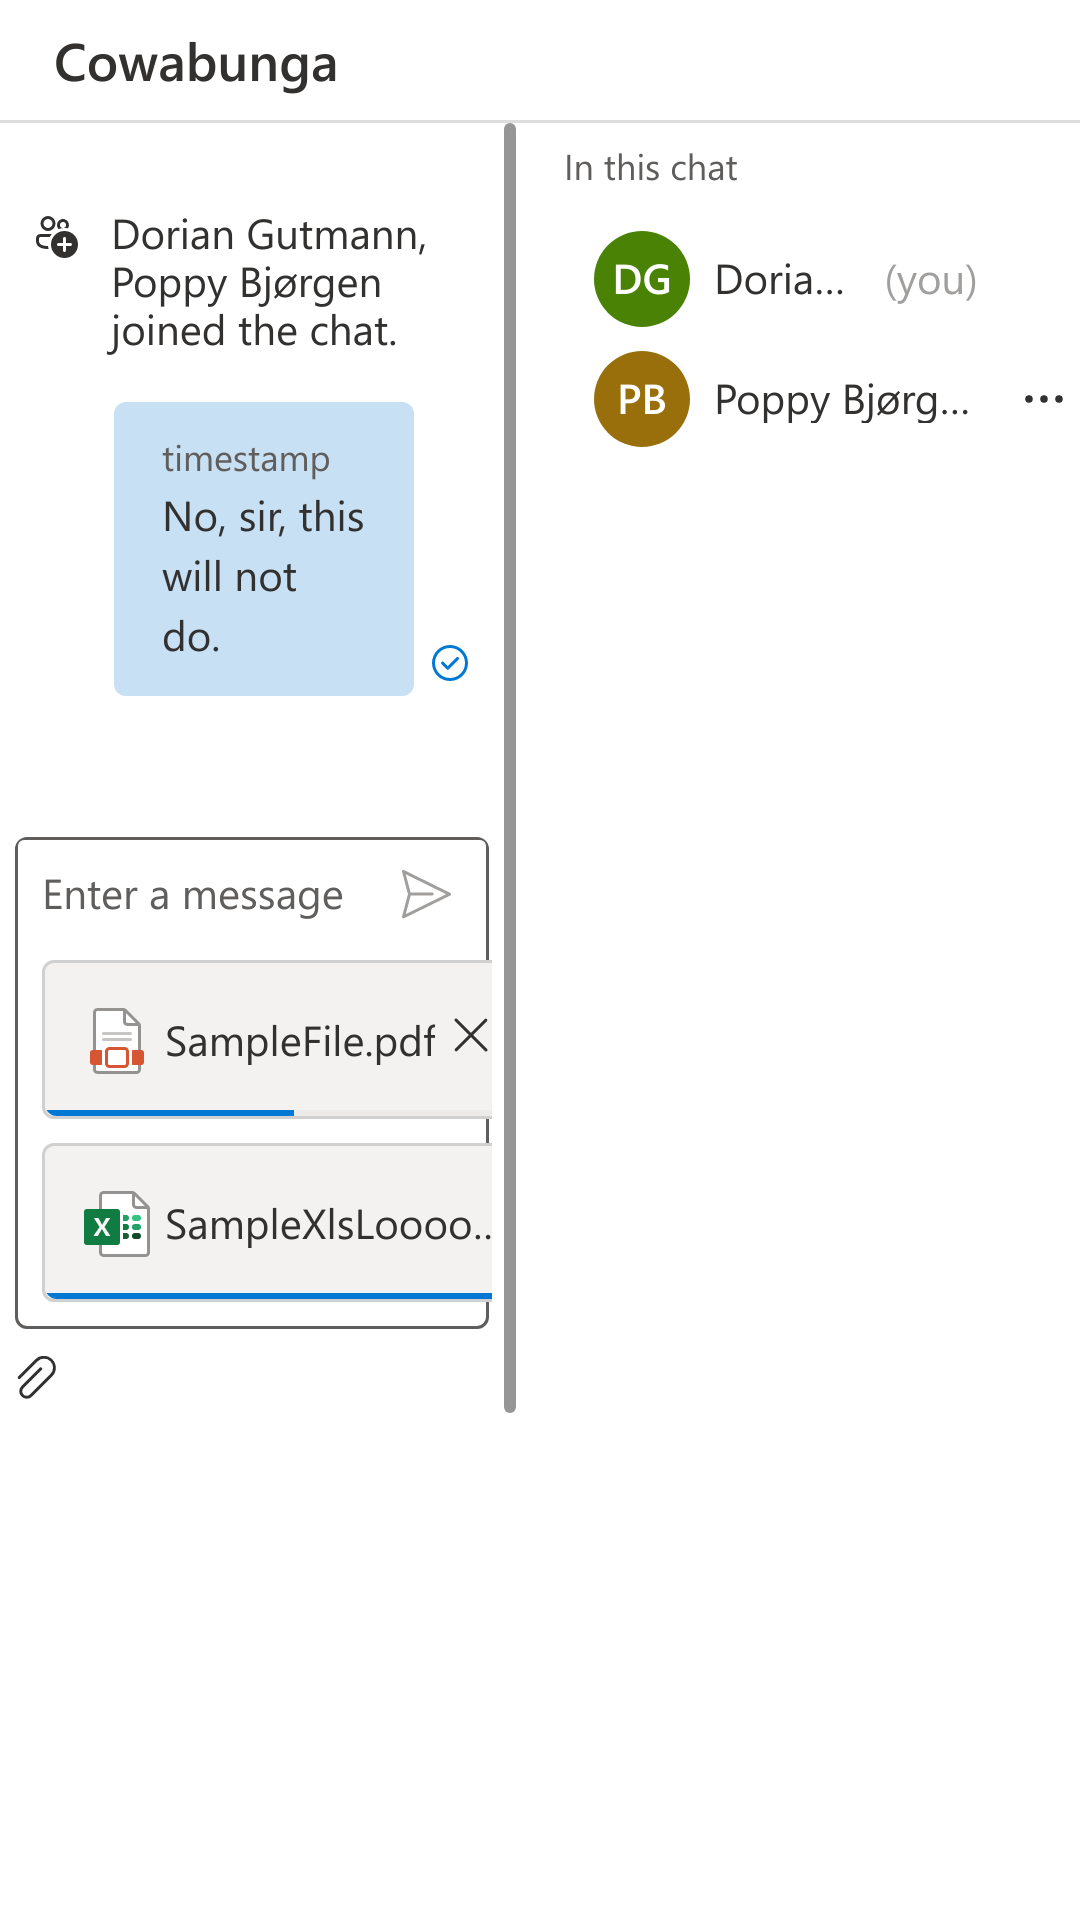 Cowabunga
Dorian Gutmann,
Poppy Bjørgen
joined the chat.
timestamp
No, sir, this
will not
do.
Enter a message
SampleFile.pdf
X
SampleXlsLoooo...
In this chat
DG
Doria... (you)
PB
Poppy Bjørg...